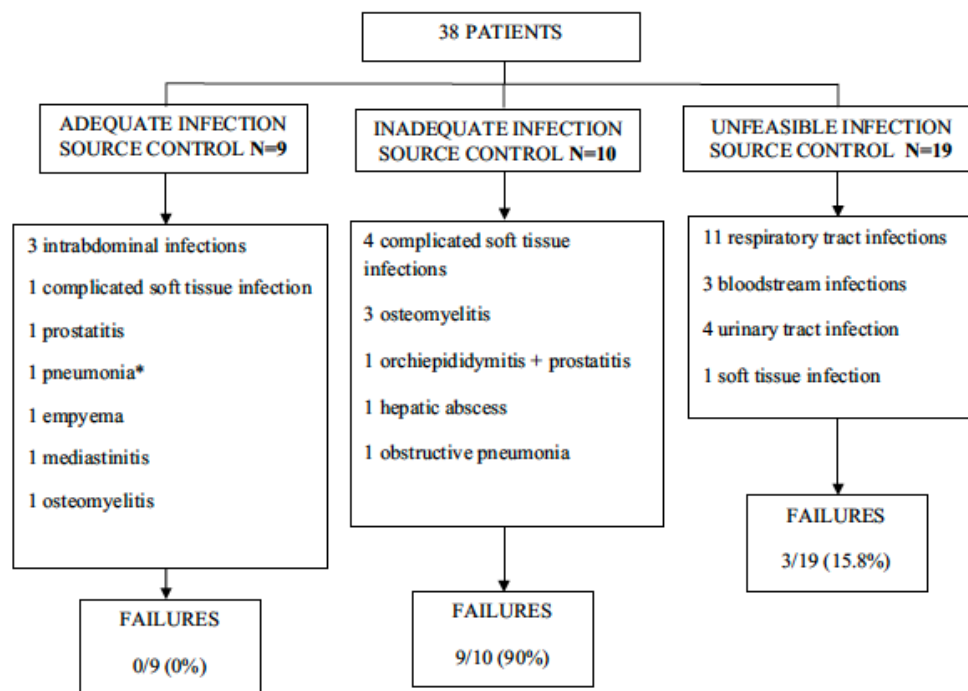 38 PATIENTS
ADEQUATE INFECTION
SOURCE CONTROL N=9
3 intrabdominal infections
1 complicated soft tissue infection
1 prostatitis
1 pneumonia*
1 empyema
1 mediastinitis
1 osteomyelitis
FAILURES
0/9 (0%)
INADEQUATE INFECTION
SOURCE CONTROL N=10
4 complicated soft tissue
infections
3 osteomyelitis
1 orchiepididymitis + prostatitis
1 hepatic abscess
1 obstructive pneumonia
FAILURES
9/10 (90%)
UNFEASIBLE INFECTION
SOURCE CONTROL N=19
11 respiratory tract infections
3 bloodstream infections
4 urinary tract infection
1 soft tissue infection
FAILURES
3/19 (15.8%)